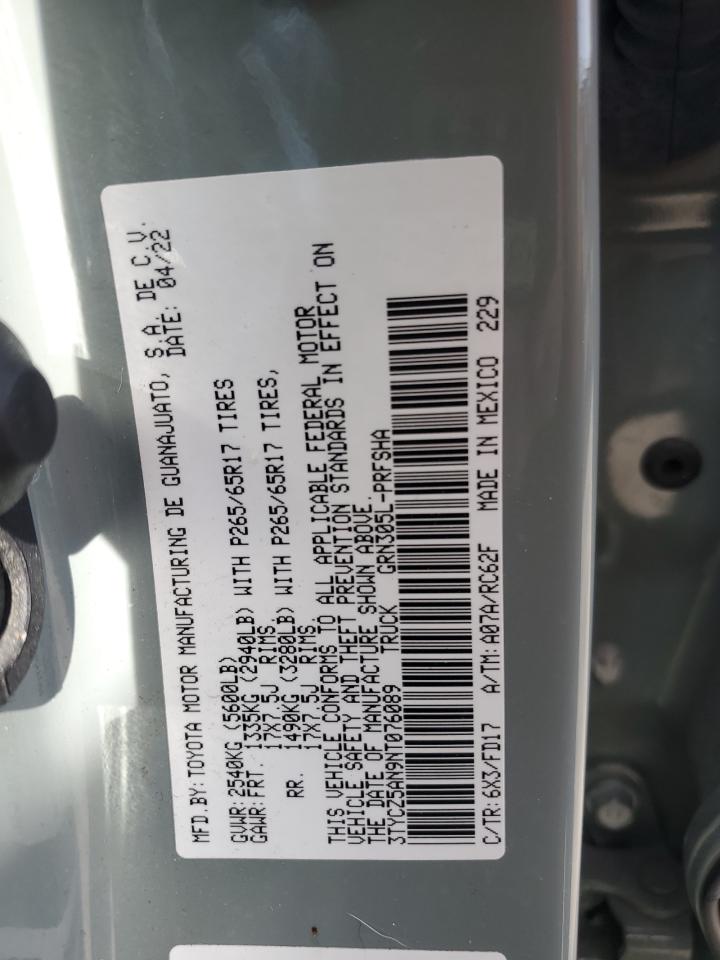 MFD.BY:TOYOTA MOTOR MANUFACTURING DE GUANAJUATO, S.A. DE C.V.
DATE: 04/22
GVWR:2540KG (5600LB)
GAWR:FRT. 1335KG (2940LB) WITH P265/65R17 TIRES
17X7.5J RIMS
RR. 1490KG (3280LB) WITH P265/65R17 TIRES,
17X7.5J RIMS
THIS VEHICLE CONFORMS TO ALL APPLICABLE FEDERAL MOTOR
VEHICLE SAFETY AND THEFT PREVENTION STANDARDS IN EFFECT ON
THE DATE OF MANUFACTURE SHOWN ABOVE.
3TYCZ5AN9NT076089 TRUCK GRN305L-PRFSHA
C/TR:6X3/FD17 A/TM:A07A/RC62F MADE IN MEXICO 229